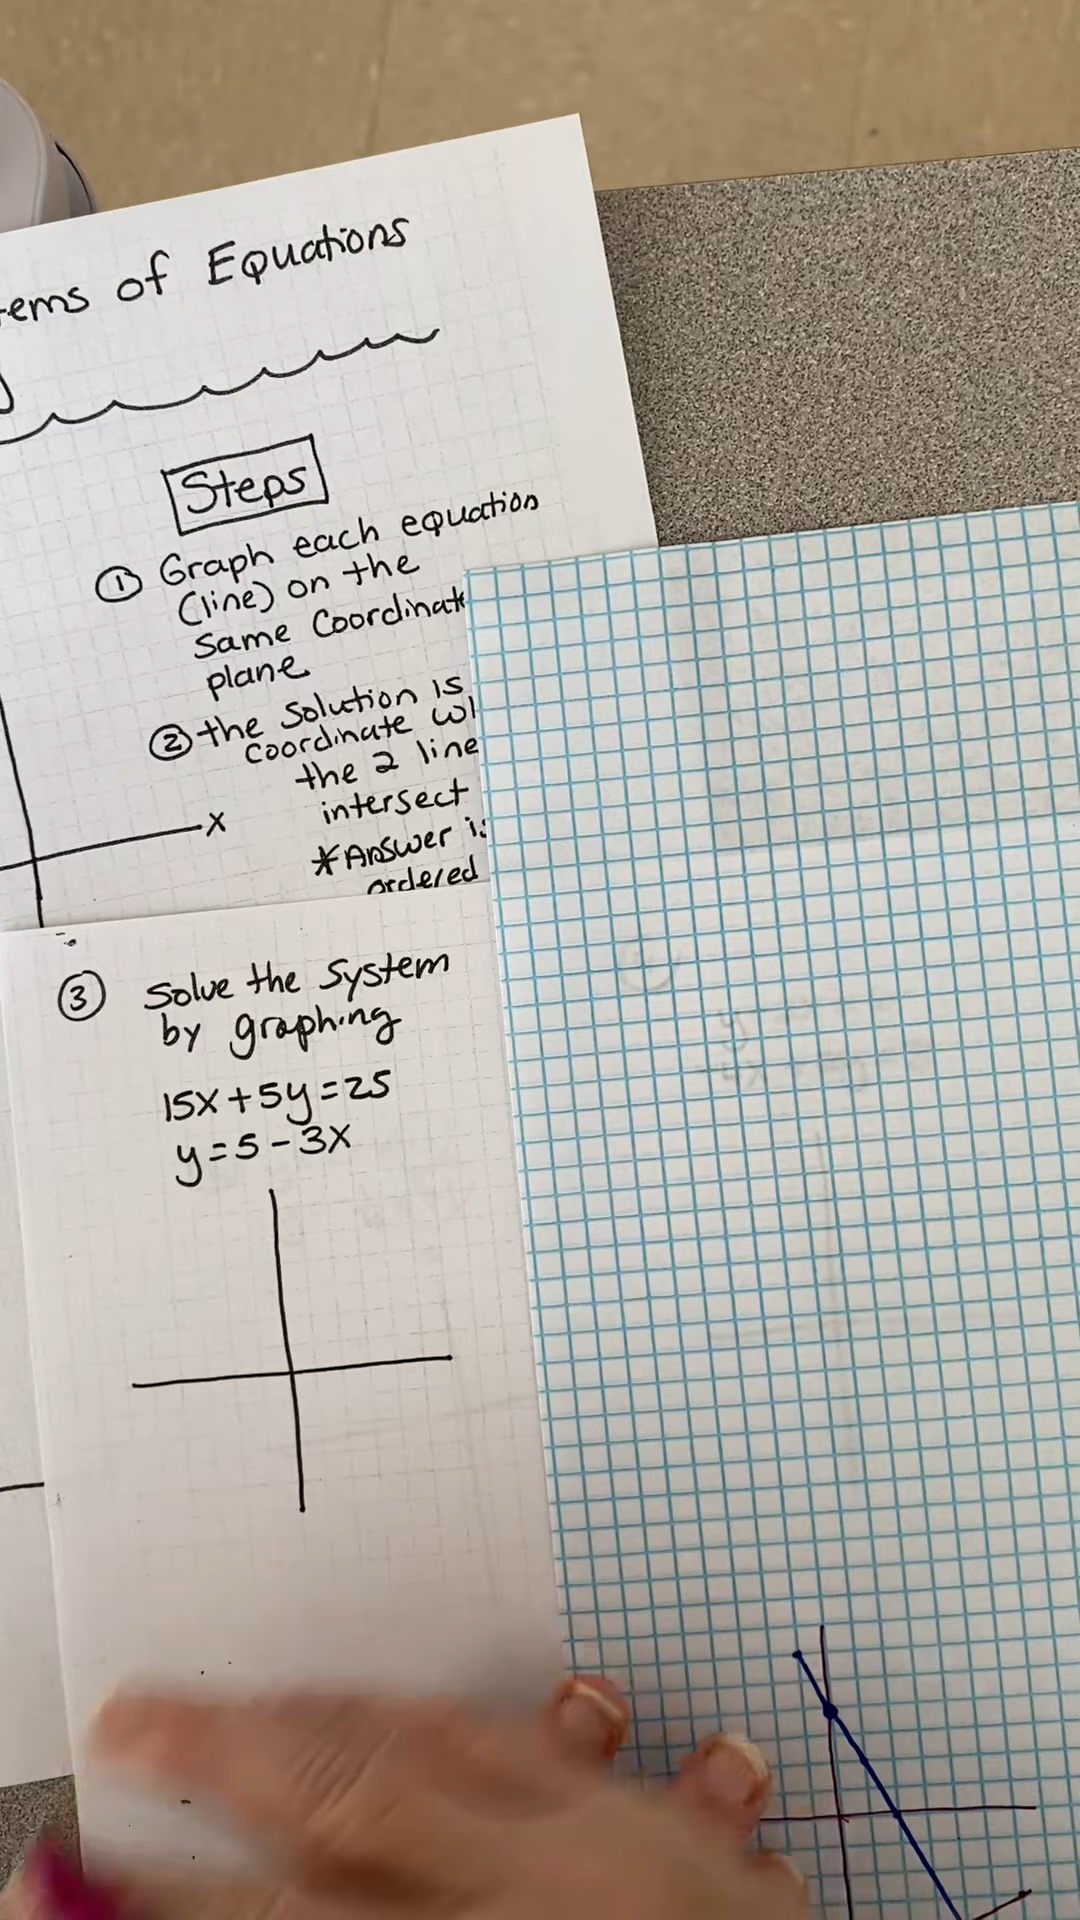 of Equations
Steps
① Graph each equation
(line) on the
same Coordinat
plane
② the Solution is
coordinate
the 2 line
intersect
*Answer is
ordered
X
③ Solve the System
by graphing
15X+5y=25
y=5-3X